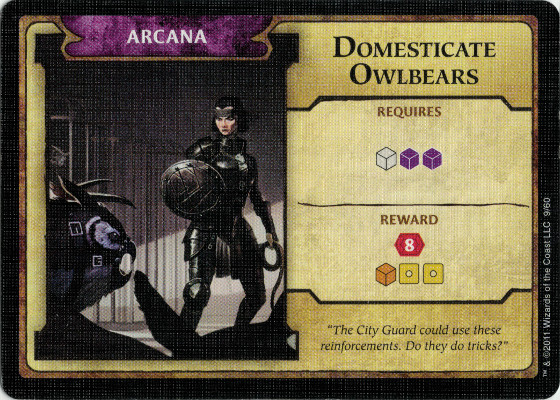 ARCANA
DOMESTICATE
OWLBEARS
REQUIRES
REWARD
8
"The City Guard could use these
reinforcements. Do they do tricks?"
™ & ©2011 Wizards of the Coast LLC 9/60